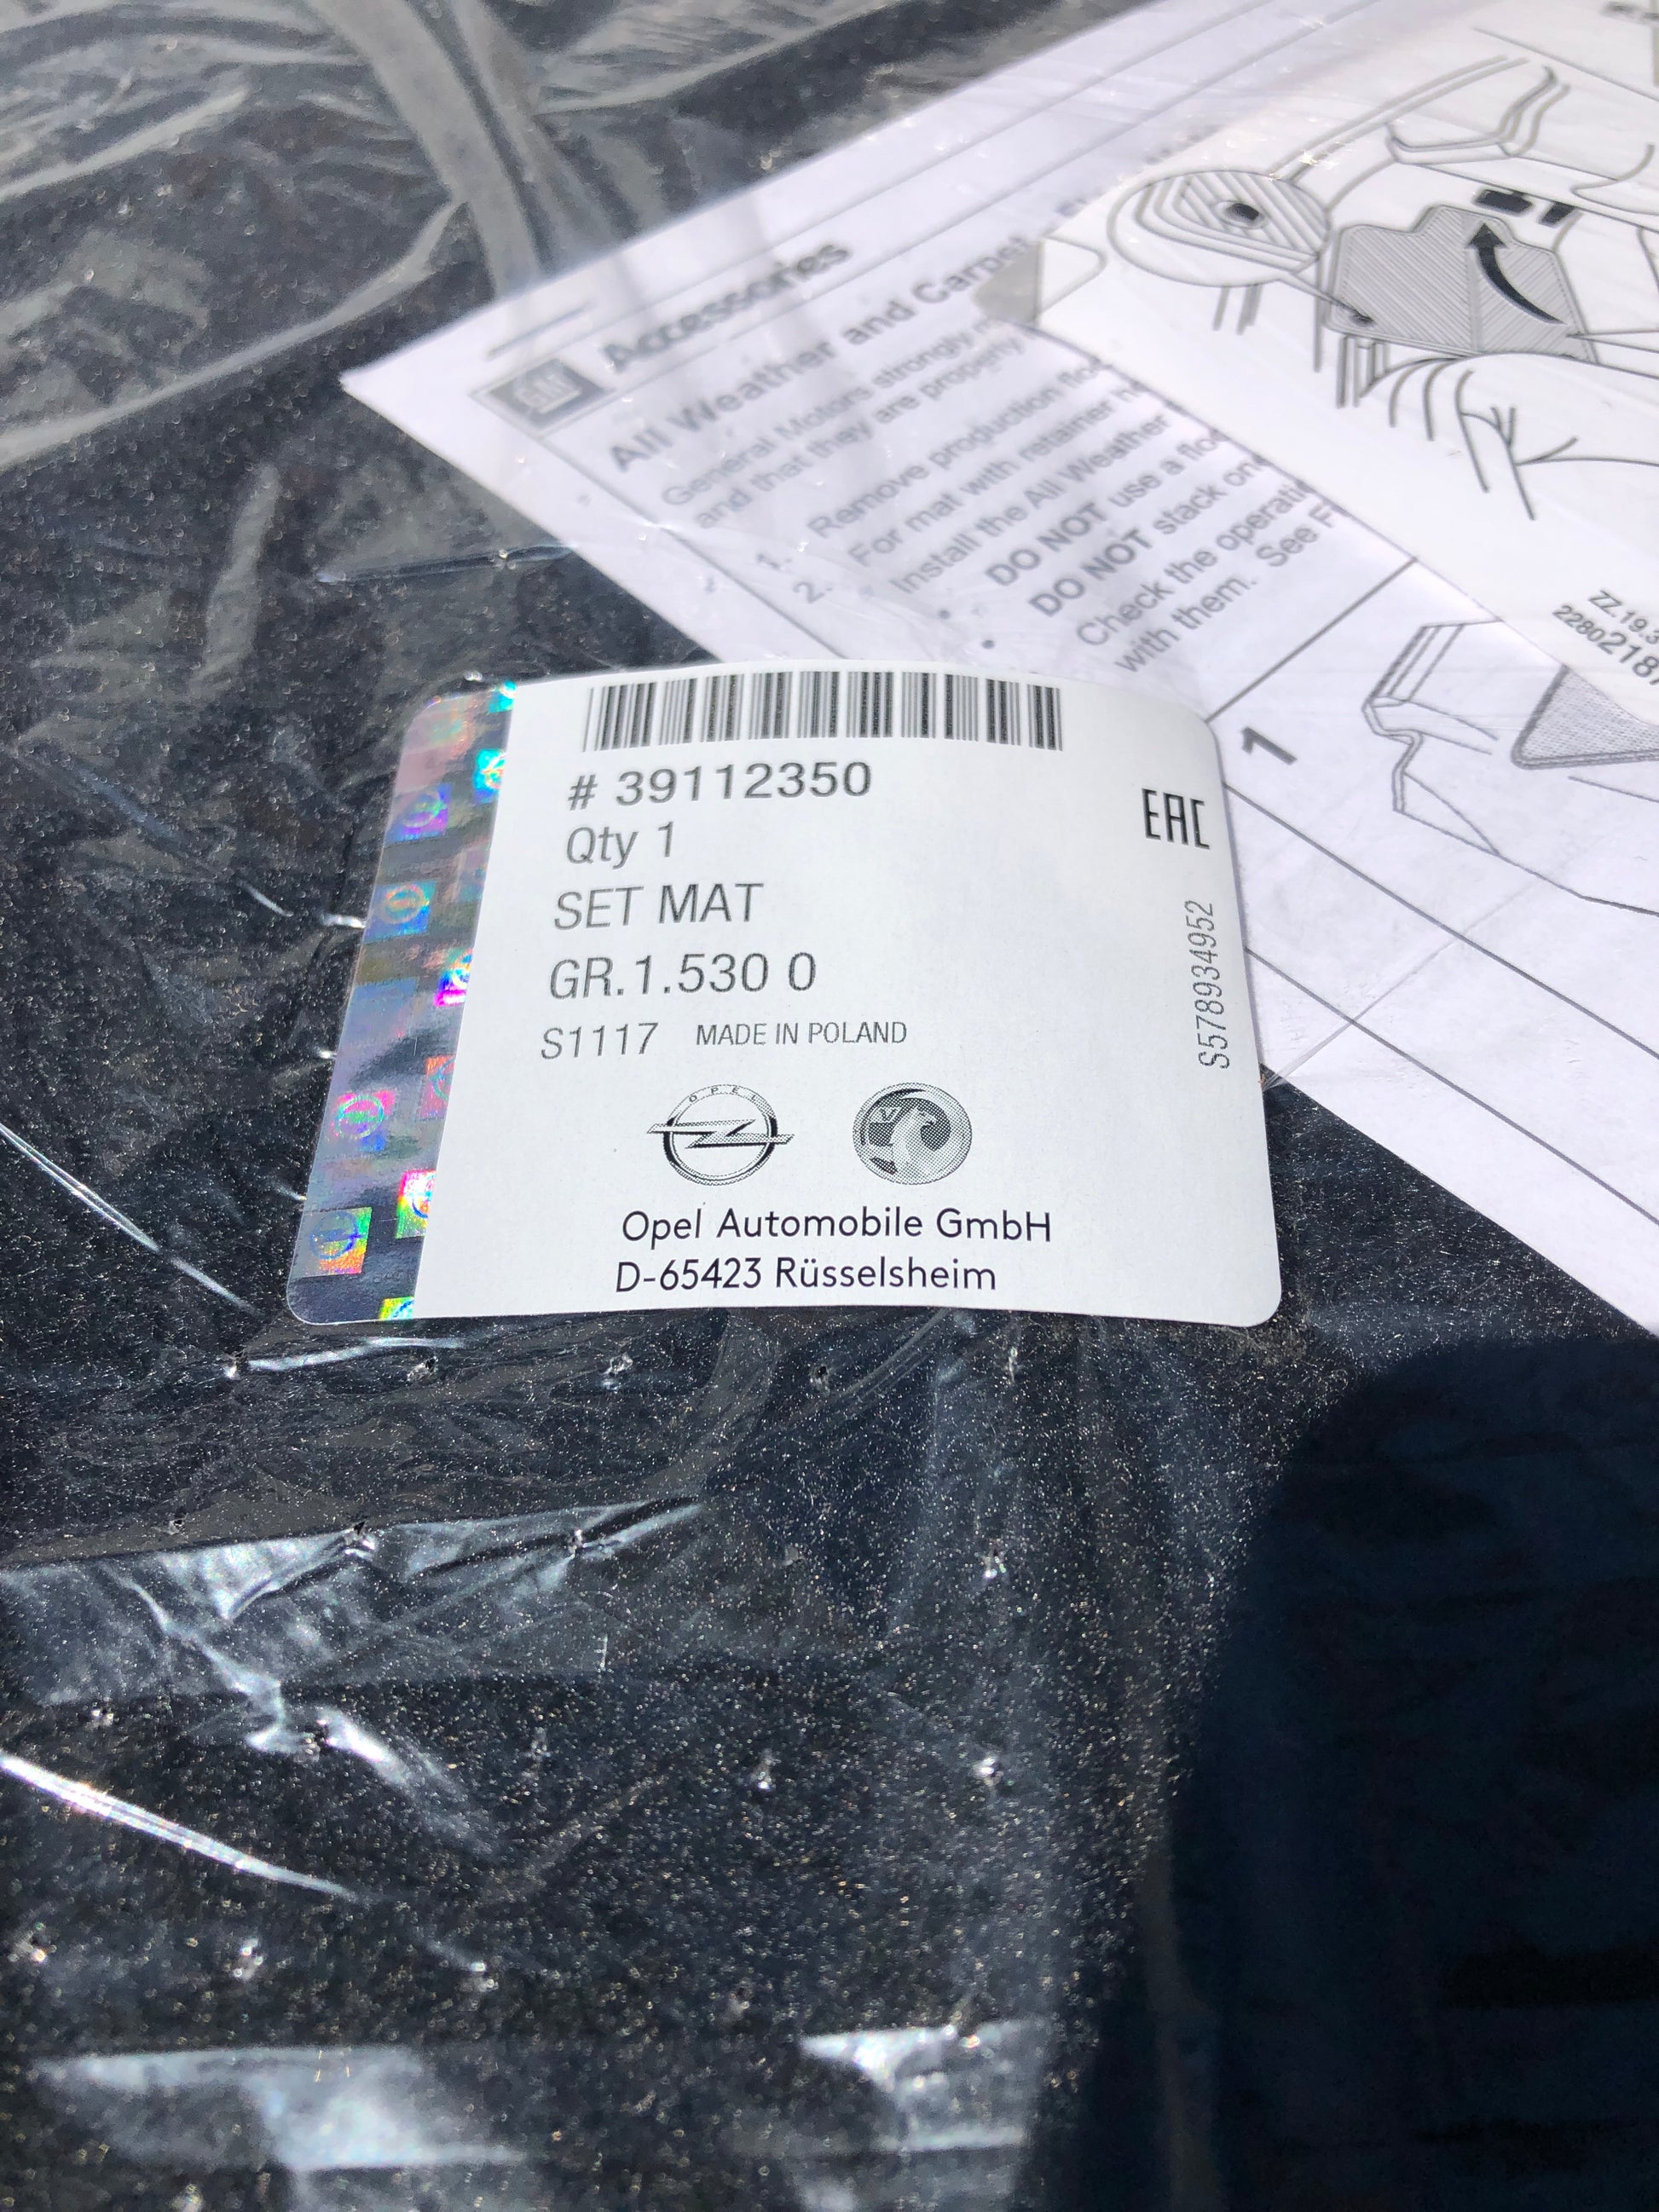 GM Accessories
All Weather and Carpet
General Motors strongly
and that they are properly
1. Remove production
2. For mat with retainer
Install the All Weather
• DO NOT use a
• DO NOT stack
Check the
with them. See
1
ZZ.19.
# 39112350
Qty 1
SET MAT
GR.1.530 0
S1117 MADE IN POLAND
EAC
S578934952
OPEL
V
Opel Automobile GmbH
D-65423 Rüsselsheim